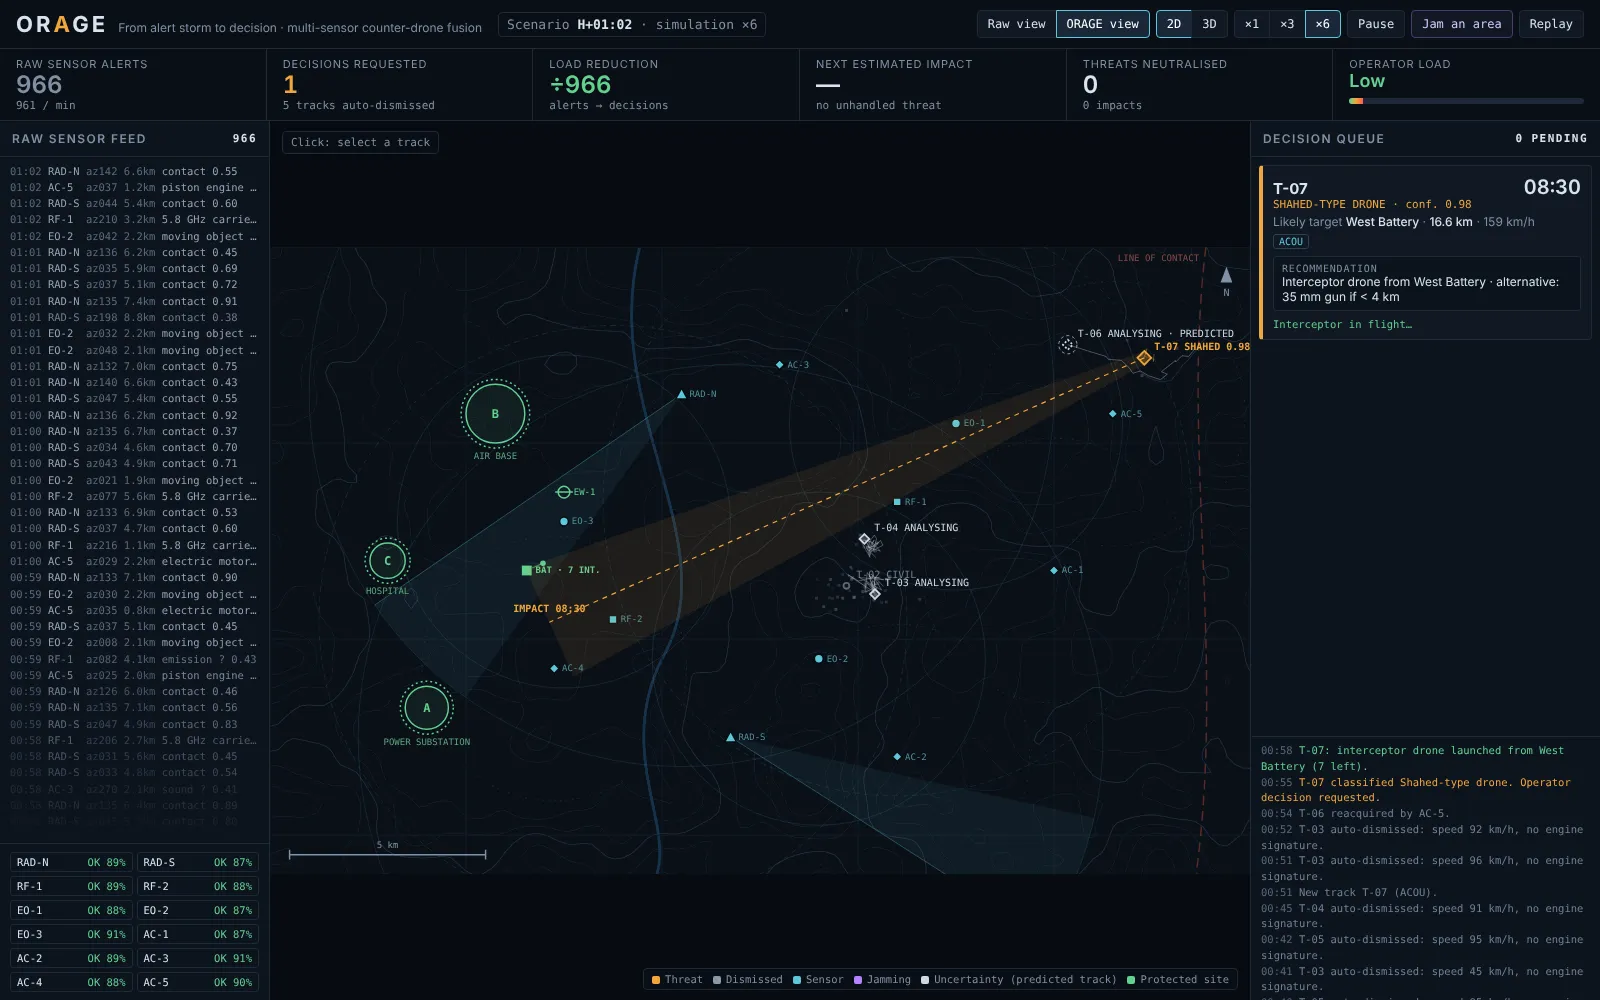 ORAGE From alert storm to decision · multi-sensor counter-drone fusion Scenario H+01:02 · simulation ×6 Raw view ORAGE view 2D 3D ×1 ×3 ×6 Pause Jam an area Replay
RAW SENSOR ALERTS
966
961 / min
DECISIONS REQUESTED
1
5 tracks auto-dismissed
LOAD REDUCTION
÷966
alerts → decisions
NEXT ESTIMATED IMPACT
—
no unhandled threat
THREATS NEUTRALISED
0
0 impacts
OPERATOR LOAD
Low
RAW SENSOR FEED 966
01:02 RAD-N az142 6.6km contact 0.55
01:02 AC-5 az037 1.2km piston engine …
01:02 RAD-S az044 5.4km contact 0.60
01:02 RF-1 az210 3.2km 5.8 GHz carrie…
01:02 EO-2 az042 2.2km moving object …
01:01 RAD-N az136 6.2km contact 0.45
01:01 RAD-S az035 5.9km contact 0.69
01:01 RAD-S az037 5.1km contact 0.72
01:01 RAD-N az135 7.4km contact 0.91
01:01 RAD-S az198 8.8km contact 0.38
01:01 EO-2 az032 2.2km moving object …
01:01 EO-2 az048 2.1km moving object …
01:01 RAD-N az132 7.0km contact 0.75
01:01 RAD-N az140 6.6km contact 0.43
01:01 RAD-S az047 5.4km contact 0.55
01:00 RAD-N az136 6.2km contact 0.92
01:00 RAD-N az135 6.7km contact 0.37
01:00 RAD-S az034 4.6km contact 0.70
01:00 RAD-S az043 4.9km contact 0.71
01:00 EO-2 az021 1.9km moving object …
01:00 RF-2 az077 5.6km 5.8 GHz carrie…
01:00 RAD-N az133 6.9km contact 0.53
01:00 RAD-S az037 4.7km contact 0.60
01:00 RF-1 az216 1.1km 5.8 GHz carrie…
01:00 AC-5 az029 2.2km electric motor…
00:59 RAD-N az133 7.1km contact 0.90
00:59 EO-2 az030 2.2km moving object …
00:59 AC-5 az035 0.8km electric motor…
00:59 RAD-S az037 5.1km contact 0.45
00:59 EO-2 az008 2.1km moving object …
00:59 RF-1 az082 4.1km emission ? 0.43
00:59 AC-5 az025 2.0km piston engine …
00:59 RAD-N az126 6.0km contact 0.46
00:59 RAD-N az135 7.1km contact 0.56
00:59 RAD-S az047 4.9km contact 0.83
00:58 RF-1 az206 2.7km 5.8 GHz carrie…
00:58 RAD-S az031 5.6km contact 0.45
00:58 RAD-S az033 4.8km contact 0.54
00:58 AC-3 az270 2.1km sound ? 0.41
00:58 RAD-N az135 6.4km contact 0.89
RAD-N OK 89% RAD-S OK 87%
RF-1 OK 89% RF-2 OK 88%
EO-1 OK 88% EO-2 OK 87%
EO-3 OK 91% AC-1 OK 87%
AC-2 OK 89% AC-3 OK 91%
AC-4 OK 88% AC-5 OK 90%
Click: select a track
LINE OF CONTACT
N
T-06 ANALYSING · PREDICTED
T-07 SHAHED 0.98
AC-3
RAD-N
B
AIR BASE
AC-5
EO-1
EW-1
RF-1
EO-3
T-04 ANALYSING
C
HOSPITAL
BAT · 7 INT.
T-02 CIVIL
T-03 ANALYSING
AC-1
IMPACT 08:30
RF-2
EO-2
AC-4
A
POWER SUBSTATION
RAD-S
AC-2
5 km
Threat Dismissed Sensor Jamming Uncertainty (predicted track) Protected site
DECISION QUEUE 0 PENDING
T-07 08:30
SHAHED-TYPE DRONE · conf. 0.98
Likely target West Battery · 16.6 km · 159 km/h
ACOU
RECOMMENDATION
Interceptor drone from West Battery · alternative:
35 mm gun if < 4 km
Interceptor in flight…
00:58 T-07: interceptor drone launched from West
Battery (7 left).
00:55 T-07 classified Shahed-type drone. Operator
decision requested.
00:54 T-06 reacquired by AC-5.
00:52 T-03 auto-dismissed: speed 92 km/h, no engine
signature.
00:51 T-03 auto-dismissed: speed 96 km/h, no engine
signature.
00:51 New track T-07 (ACOU).
00:45 T-04 auto-dismissed: speed 91 km/h, no engine
signature.
00:42 T-05 auto-dismissed: speed 95 km/h, no engine
signature.
00:41 T-03 auto-dismissed: speed 45 km/h, no engine
signature.